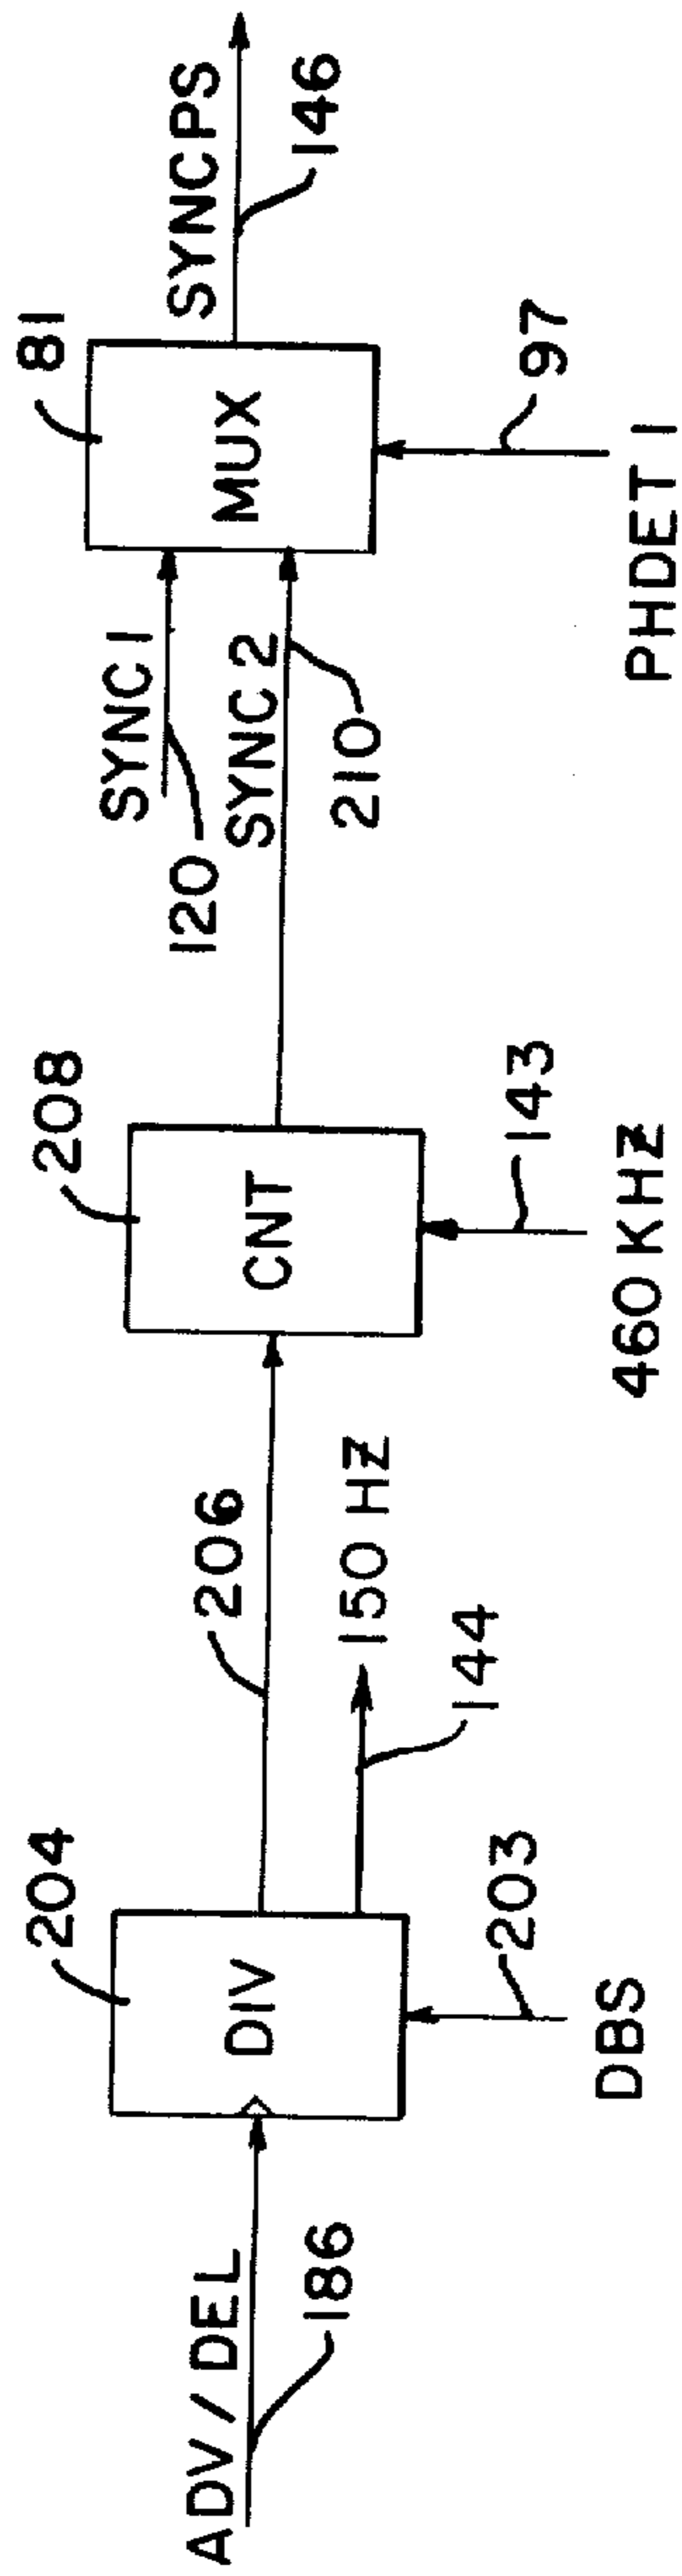 ADV / DEL
186
204
DIV
203
DBS
206
150 HZ
144
208
CNT
143
460 KHZ
SYNC 1
120
SYNC 2
210
81
MUX
97
PHDET 1
SYNCPS
146